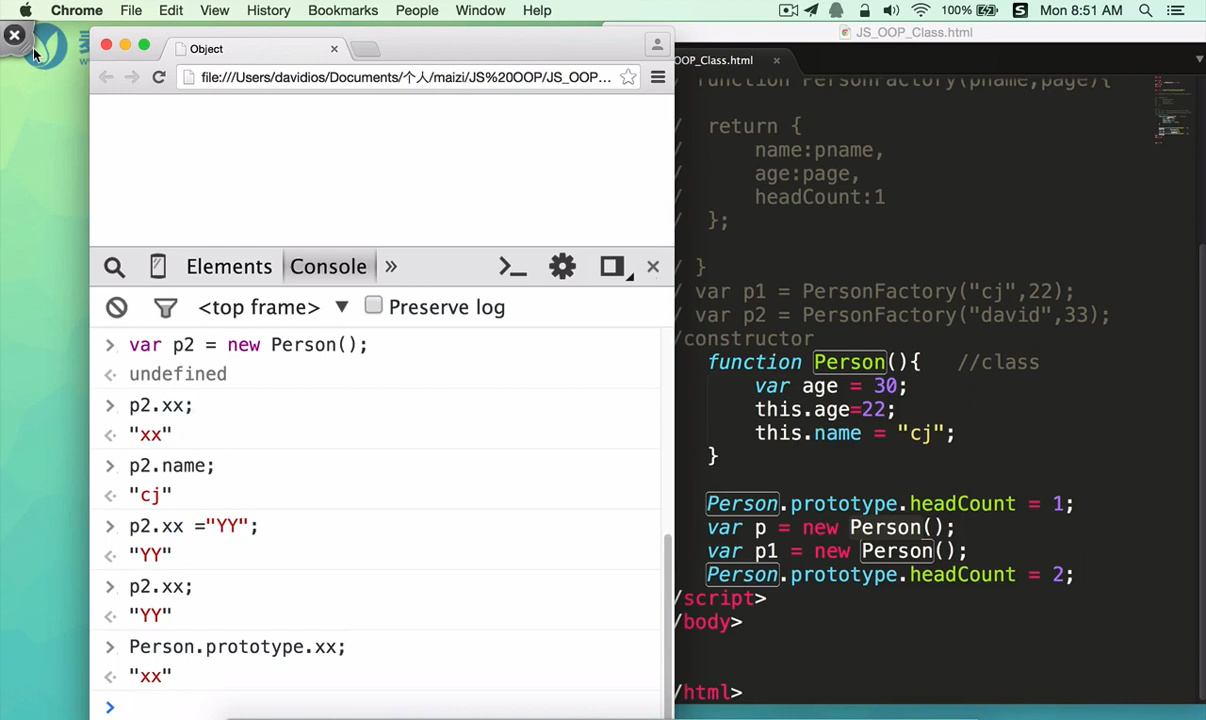 Chrome File Edit View History Bookmarks People Window Help 100% Mon 8:51 AM
JS_OOP_Class.html
Object
file:///Users/davidios/Documents/个人/maizi/JS%20OOP/JS_OOP...
Elements Console »
<top frame> ▼ Preserve log
> var p2 = new Person();
undefined
> p2.xx;
"xx"
> p2.name;
"cj"
> p2.xx ="YY";
"YY"
> p2.xx;
"YY"
> Person.prototype.xx;
"xx"
>
OOP_Class.html
/ function PersonFactory(pname,page){
/ return {
/ name:pname,
/ age:page,
/ headCount:1
/ };
/
/ }
/ var p1 = PersonFactory("cj",22);
/ var p2 = PersonFactory("david",33);
/constructor
function Person(){ //class
var age = 30;
this.age=22;
this.name = "cj";
}
Person.prototype.headCount = 1;
var p = new Person();
var p1 = new Person();
Person.prototype.headCount = 2;
/script>
/body>
/html>